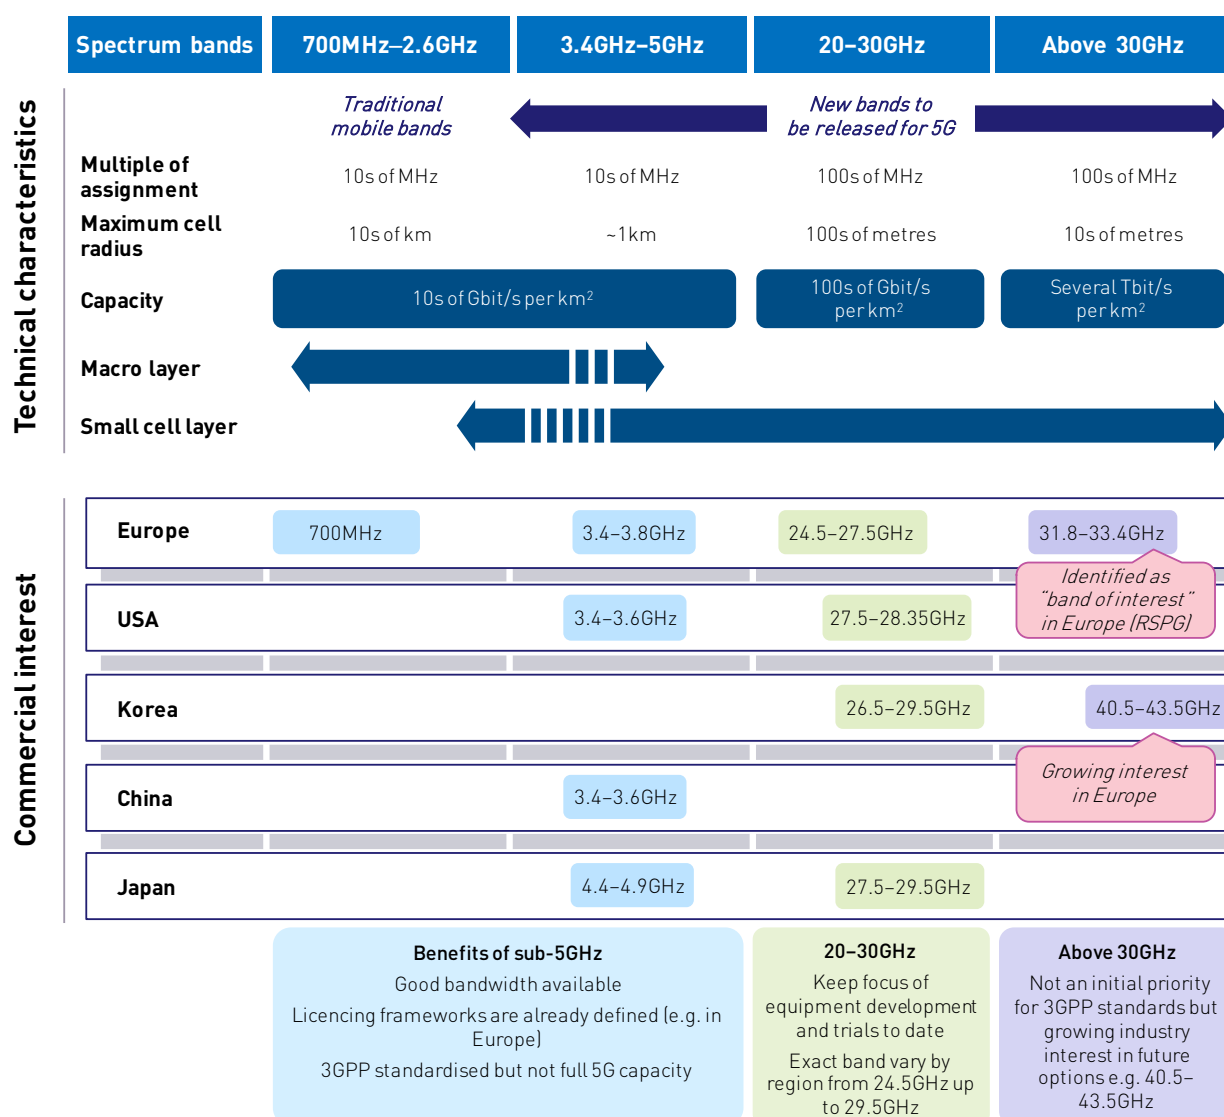 Spectrum bands
700MHz–2.6GHz
3.4GHz–5GHz
20–30GHz
Above 30GHz
Technical characteristics
Traditional
mobile bands
New bands to
be released for 5G
Multiple of
assignment
10s of MHz
10s of MHz
100s of MHz
100s of MHz
Maximum cell
radius
10s of km
~1km
100s of metres
10s of metres
Capacity
10s of Gbit/s per km²
100s of Gbit/s
per km²
Several Tbit/s
per km²
Macro layer
Small cell layer
Commercial interest
Europe
700MHz
3.4–3.8GHz
24.5–27.5GHz
31.8–33.4GHz
Identified as
“band of interest”
in Europe (RSPG)
USA
3.4–3.6GHz
27.5–28.35GHz
Korea
26.5–29.5GHz
40.5–43.5GHz
Growing interest
in Europe
China
3.4–3.6GHz
Japan
4.4–4.9GHz
27.5–29.5GHz
Benefits of sub-5GHz
Good bandwidth available
Licencing frameworks are already defined (e.g. in
Europe)
3GPP standardised but not full 5G capacity
20–30GHz
Keep focus of
equipment development
and trials to date
Exact band vary by
region from 24.5GHz up
to 29.5GHz
Above 30GHz
Not an initial priority
for 3GPP standards but
growing industry
interest in future
options e.g. 40.5–
43.5GHz